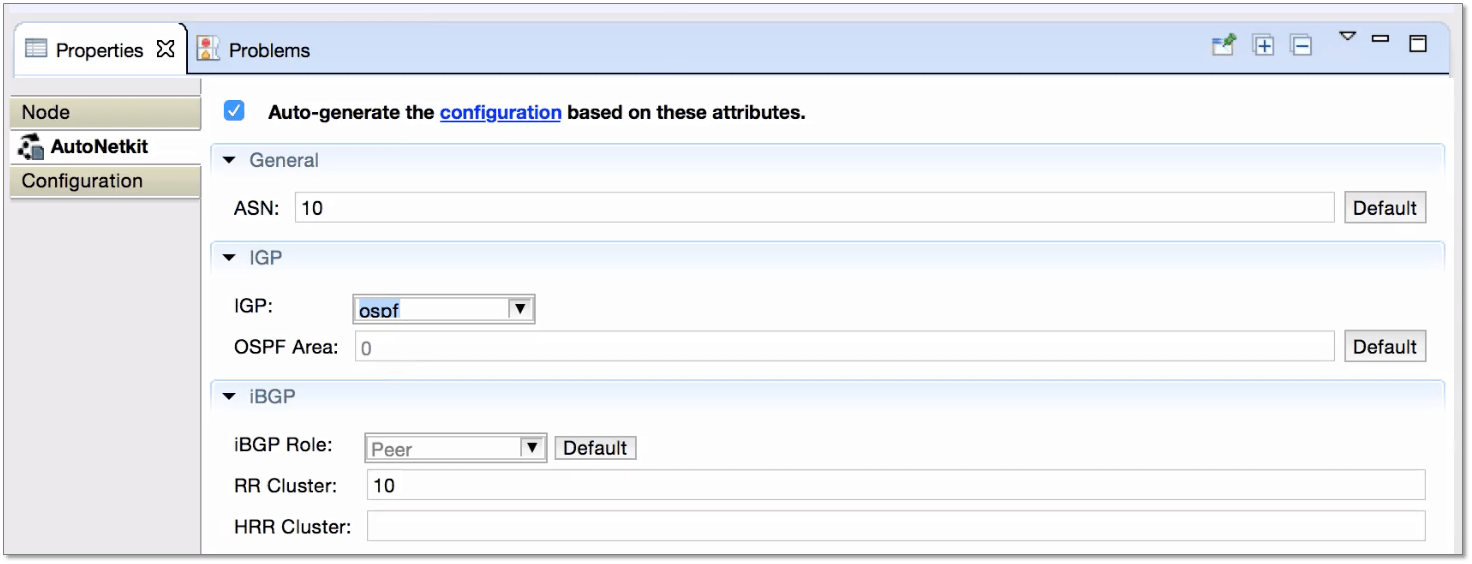 Properties
Problems
Node
AutoNetkit
Configuration
Auto-generate the configuration based on these attributes.
General
ASN: 10 Default
IGP
IGP: ospf
OSPF Area: 0 Default
iBGP
iBGP Role: Peer Default
RR Cluster: 10
HRR Cluster: